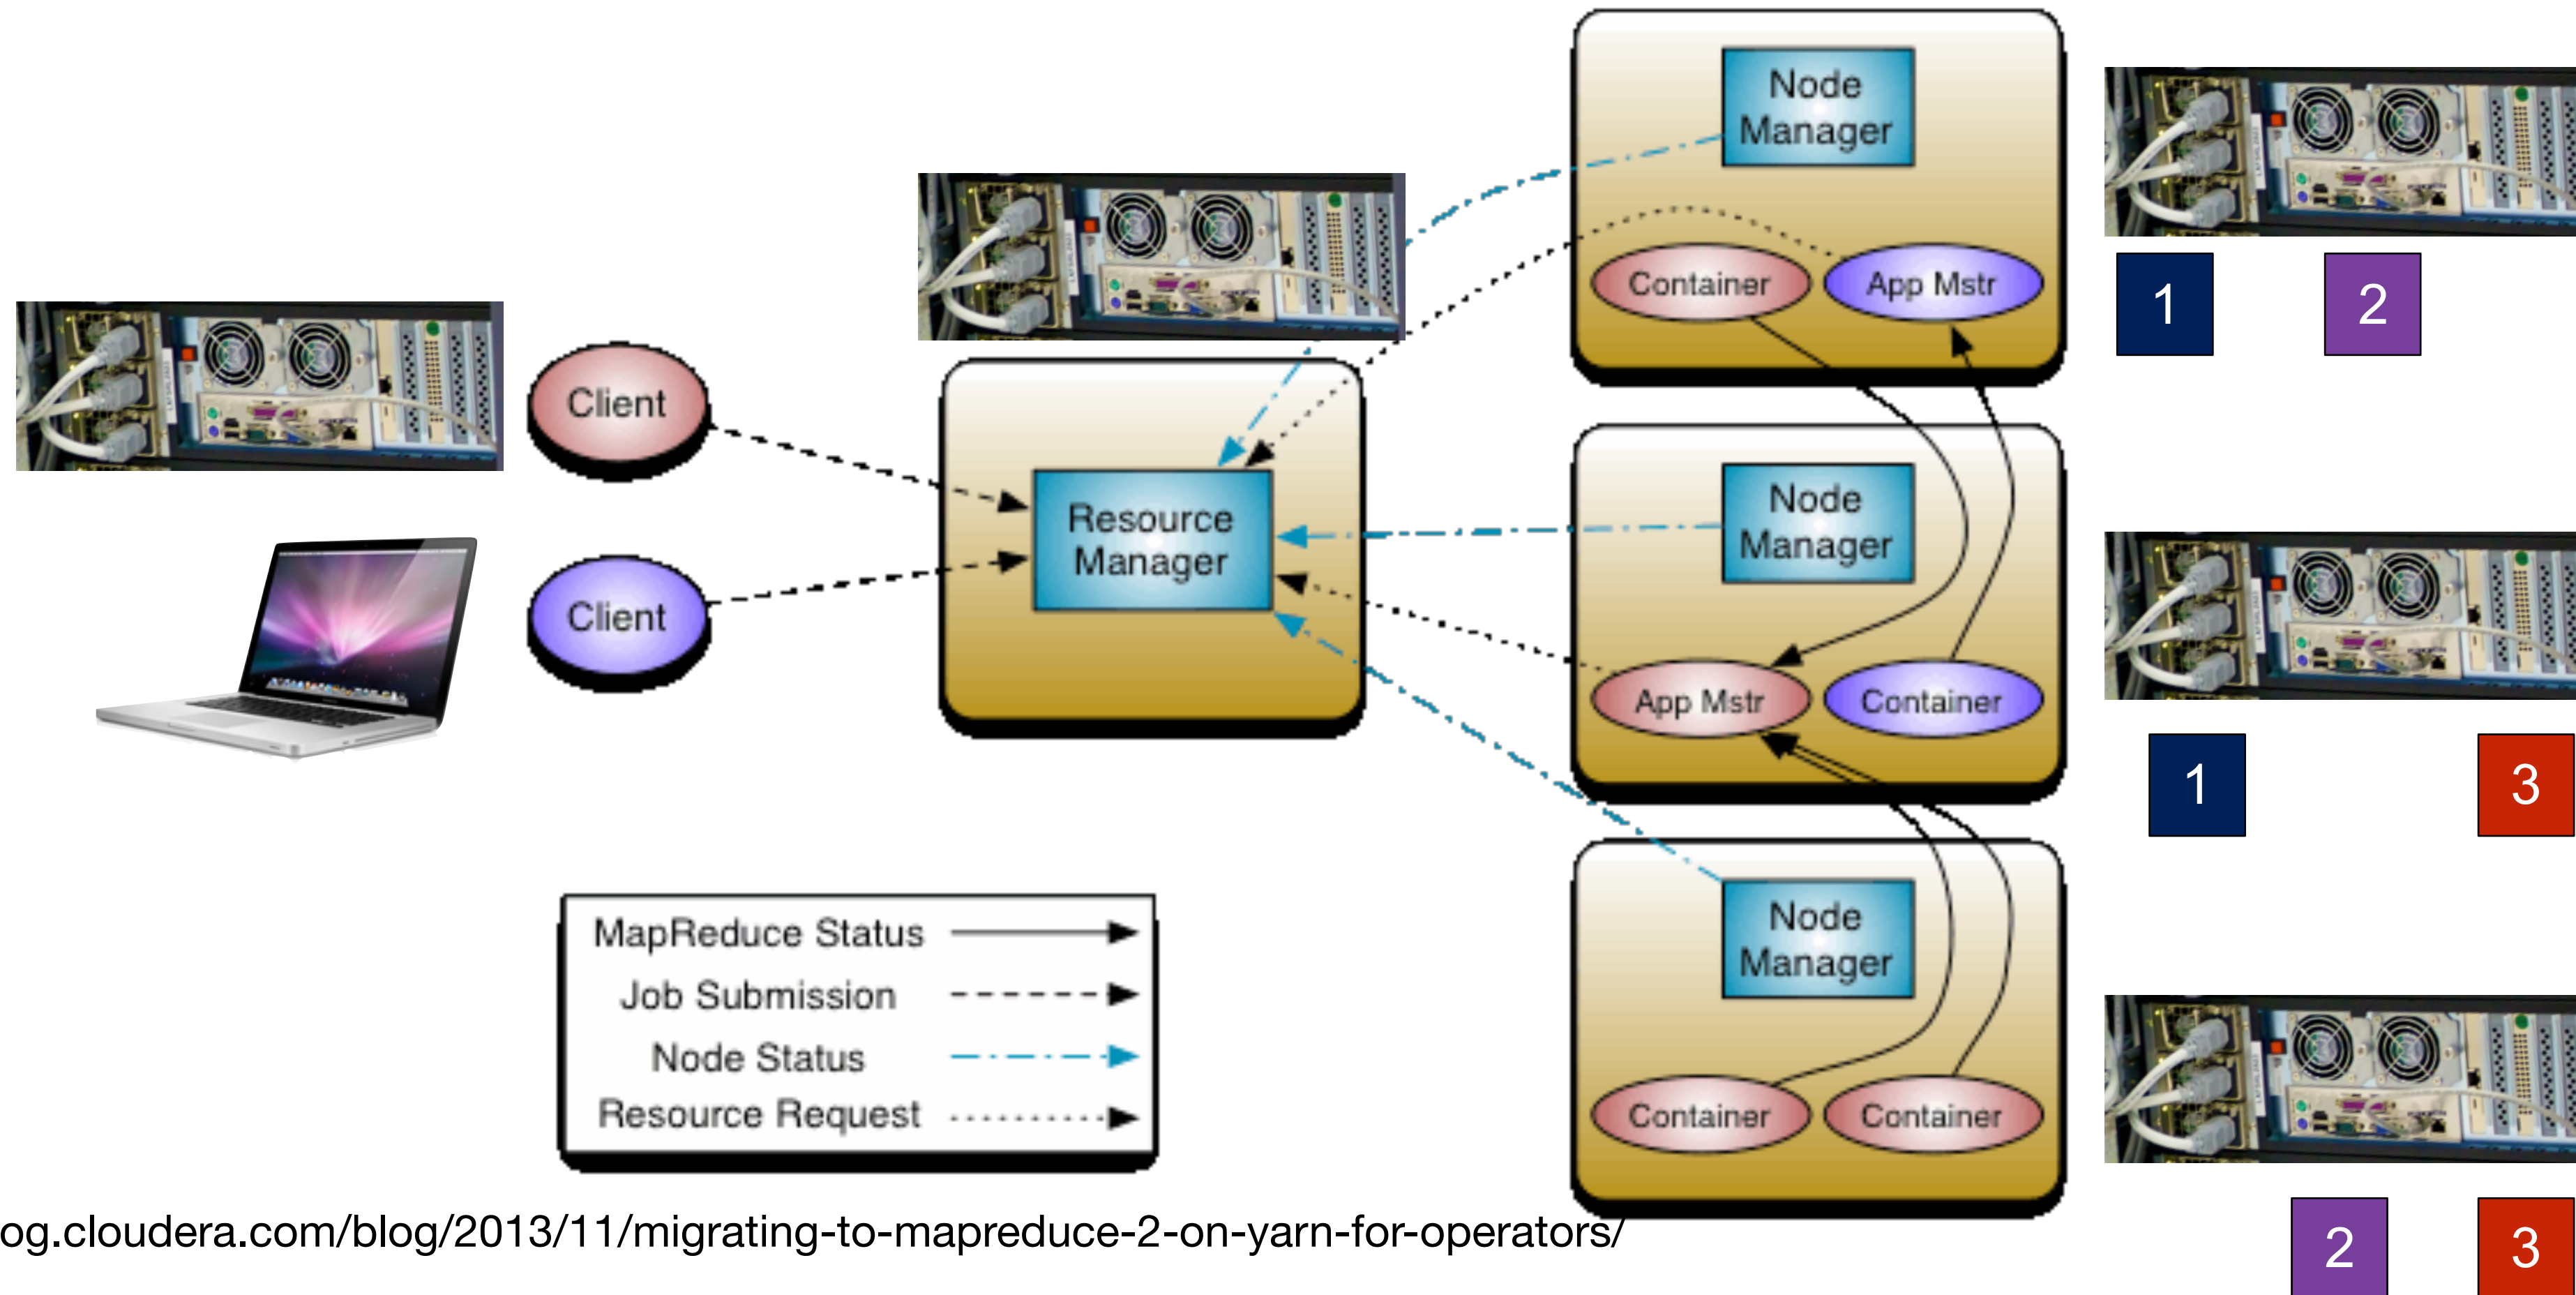 Node
Manager
Container
App Mstr
1
2
Client
Client
Resource
Manager
Node
Manager
App Mstr
Container
1
3
Node
Manager
Container
Container
MapReduce Status
Job Submission
Node Status
Resource Request
og.cloudera.com/blog/2013/11/migrating-to-mapreduce-2-on-yarn-for-operators/
2
3